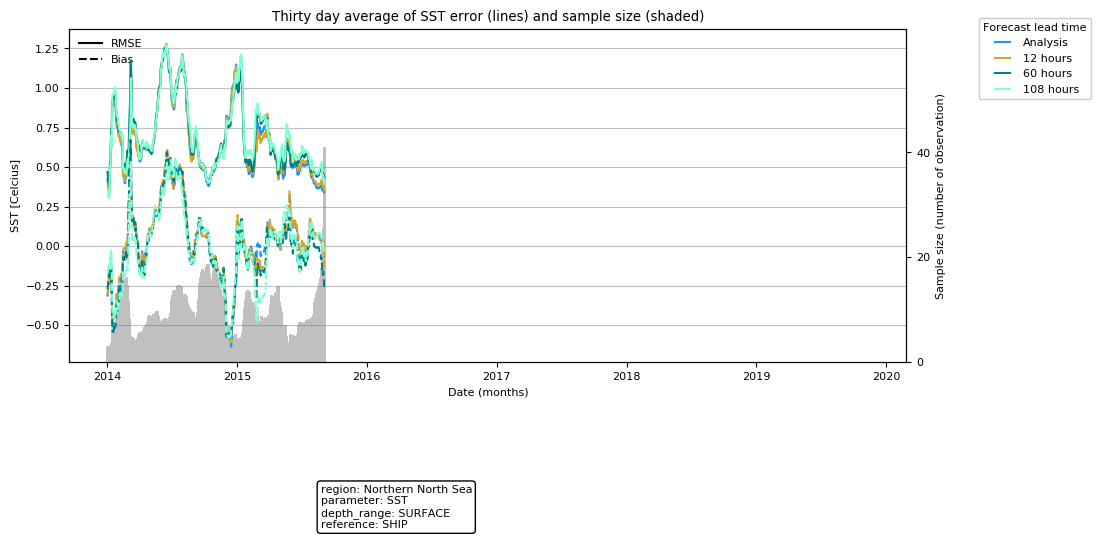 Thirty day average of SST error (lines) and sample size (shaded)
RMSE
Bias
1.25
1.00
0.75
0.50
0.25
0.00
−0.25
−0.50
SST [Celcius]
40
20
0
Sample size (number of observation)
2014 2015 2016 2017 2018 2019 2020
Date (months)
Forecast lead time
Analysis
12 hours
60 hours
108 hours
region: Northern North Sea
parameter: SST
depth_range: SURFACE
reference: SHIP